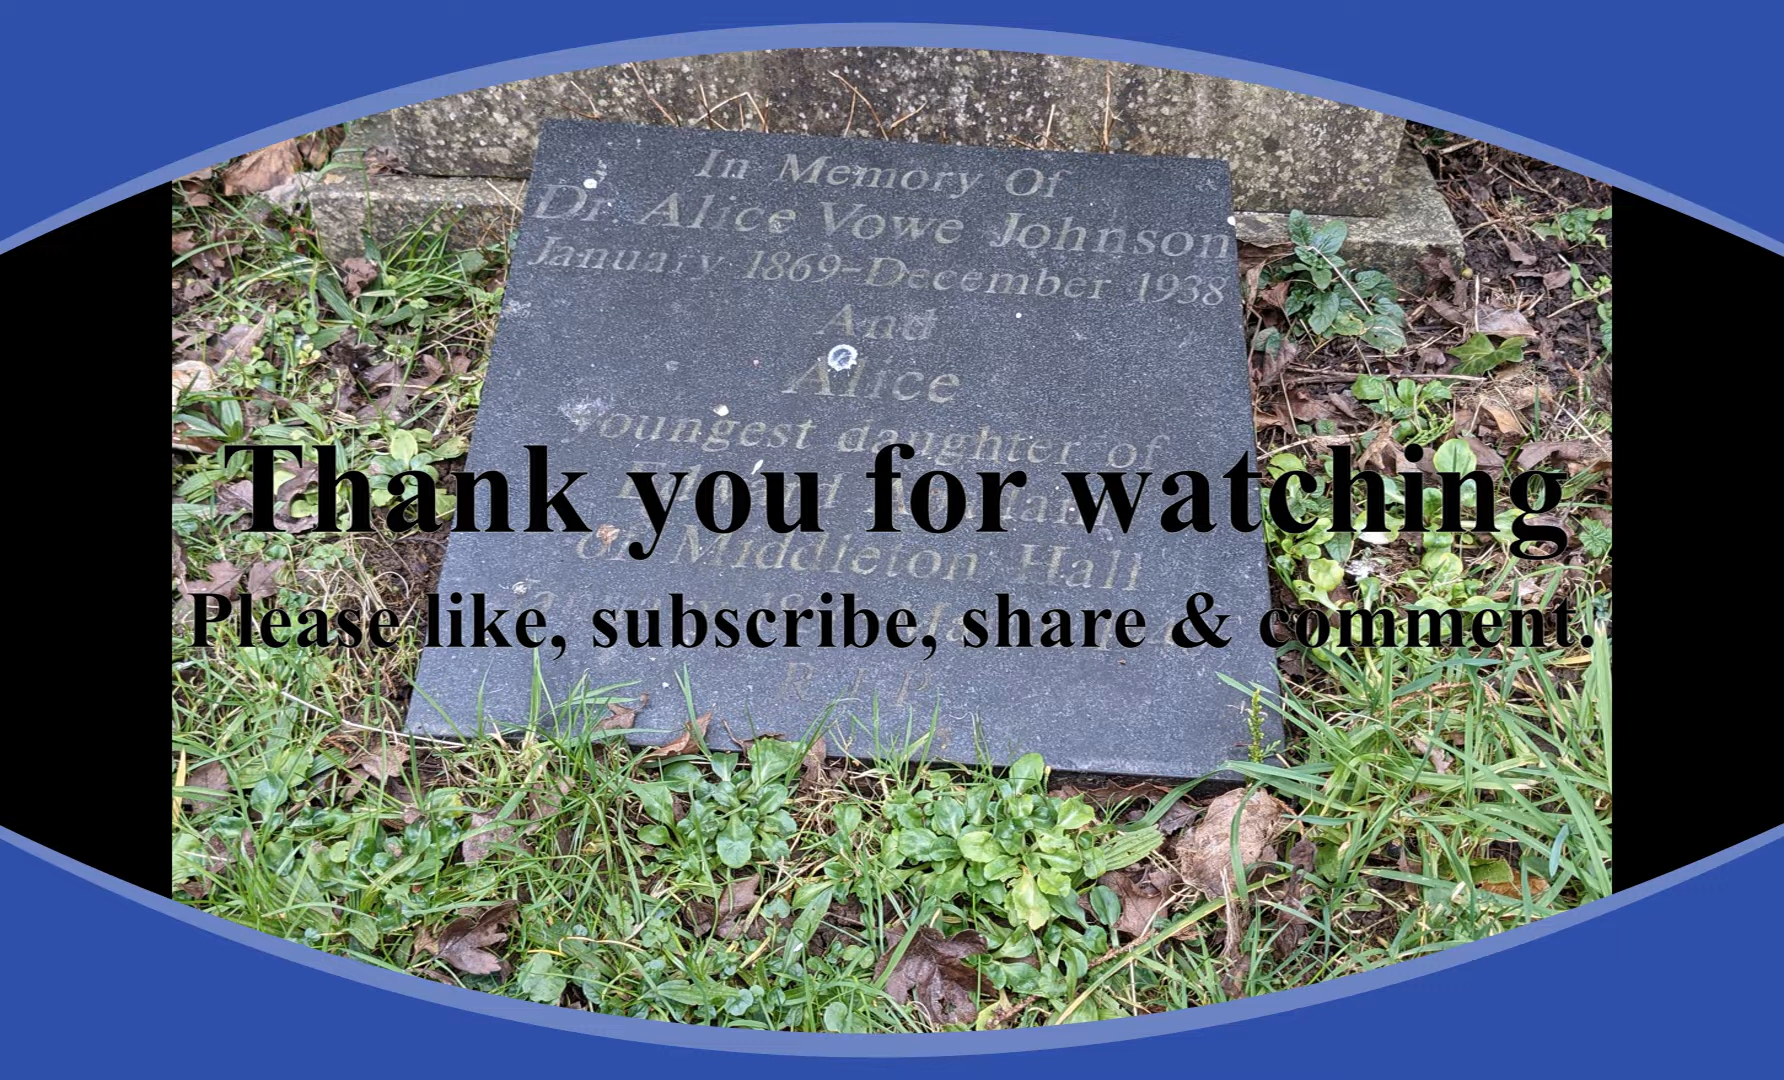 In Memory Of
Dr Alice Vowe Johnson
January 1869-December 1938
And
Alice
youngest daughter of
Edward
of Middleton Hall
R I P
Thank you for watching
Please like, subscribe, share & comment.